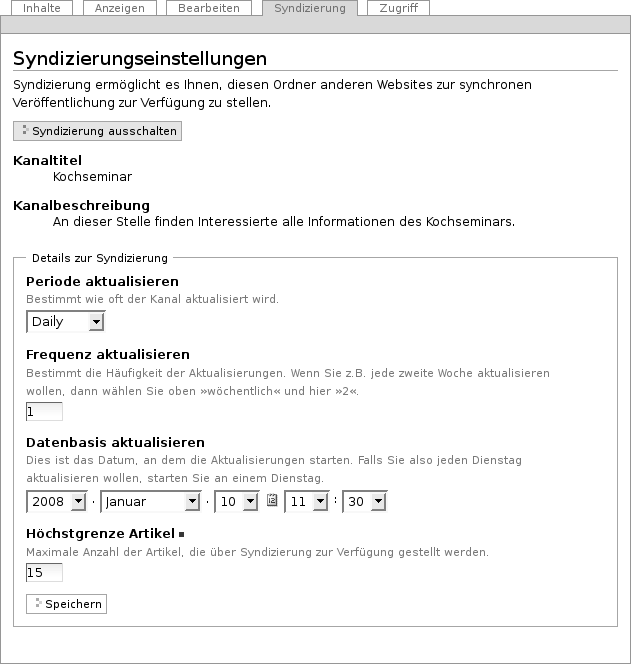 Inhalte Anzeigen Bearbeiten Syndizierung Zugriff
Syndizierungseinstellungen
Syndizierung ermöglicht es Ihnen, diesen Ordner anderen Websites zur synchronen
Veröffentlichung zur Verfügung zu stellen.
Syndizierung ausschalten
Kanaltitel
Kochseminar
Kanalbeschreibung
An dieser Stelle finden Interessierte alle Informationen des Kochseminars.
Details zur Syndizierung
Periode aktualisieren
Bestimmt wie oft der Kanal aktualisiert wird.
Daily
Frequenz aktualisieren
Bestimmt die Häufigkeit der Aktualisierungen. Wenn Sie z.B. jede zweite Woche aktualisieren
wollen, dann wählen Sie oben »wöchentlich« und hier »2«.
1
Datenbasis aktualisieren
Dies ist das Datum, an dem die Aktualisierungen starten. Falls Sie also jeden Dienstag
aktualisieren wollen, starten Sie an einem Dienstag.
2008 · Januar · 10 11 : 30
Höchstgrenze Artikel
Maximale Anzahl der Artikel, die über Syndizierung zur Verfügung gestellt werden.
15
Speichern